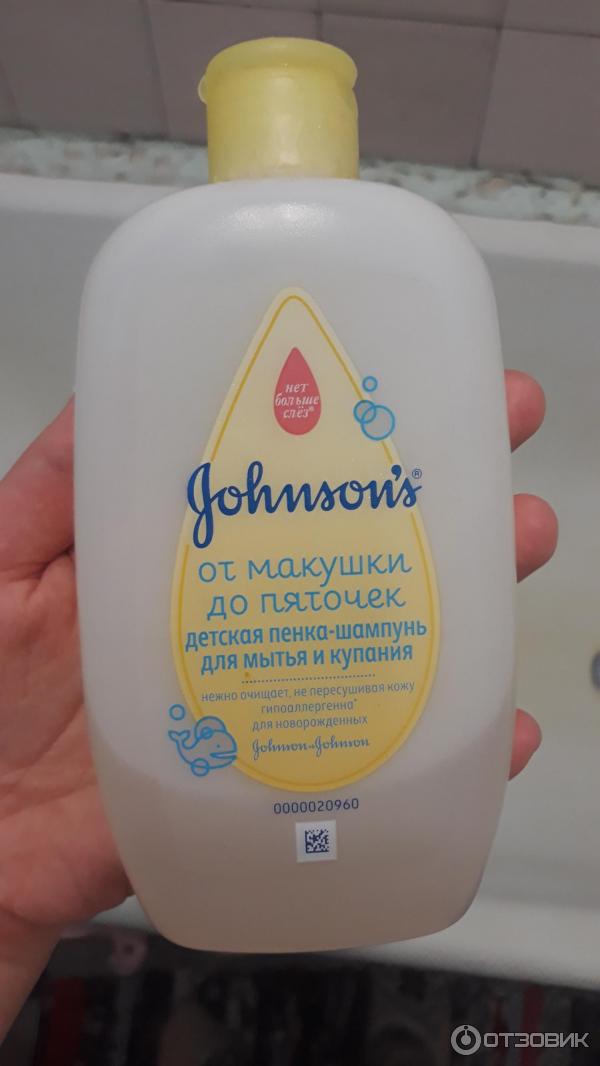 нет
больше
слёз®
Johnson's®
от макушки
до пяточек
детская пенка-шампунь
для мытья и купания
нежно очищает, не пересушивая кожу
гипоаллергенна*
для новорожденных
Johnson & Johnson
0000020960
ОТЗОВИК